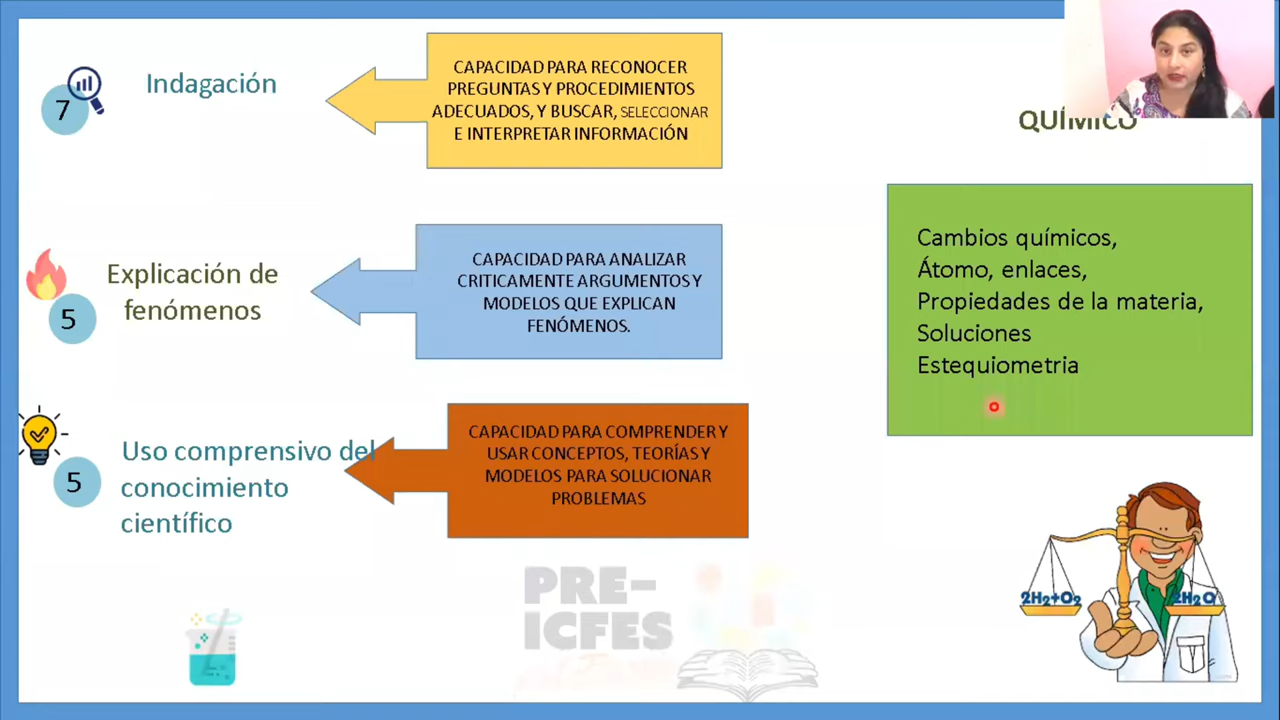 7
Indagación
CAPACIDAD PARA RECONOCER
PREGUNTAS Y PROCEDIMIENTOS
ADECUADOS, Y BUSCAR, SELECCIONAR
E INTERPRETAR INFORMACIÓN
QUÍMICO
5
Explicación de
fenómenos
CAPACIDAD PARA ANALIZAR
CRITICAMENTE ARGUMENTOS Y
MODELOS QUE EXPLICAN
FENÓMENOS.
Cambios químicos,
Átomo, enlaces,
Propiedades de la materia,
Soluciones
Estequiometria
5
Uso comprensivo del
conocimiento
científico
CAPACIDAD PARA COMPRENDER Y
USAR CONCEPTOS, TEORÍAS Y
MODELOS PARA SOLUCIONAR
PROBLEMAS
2H2+O2
2H2O
PRE-
ICFES